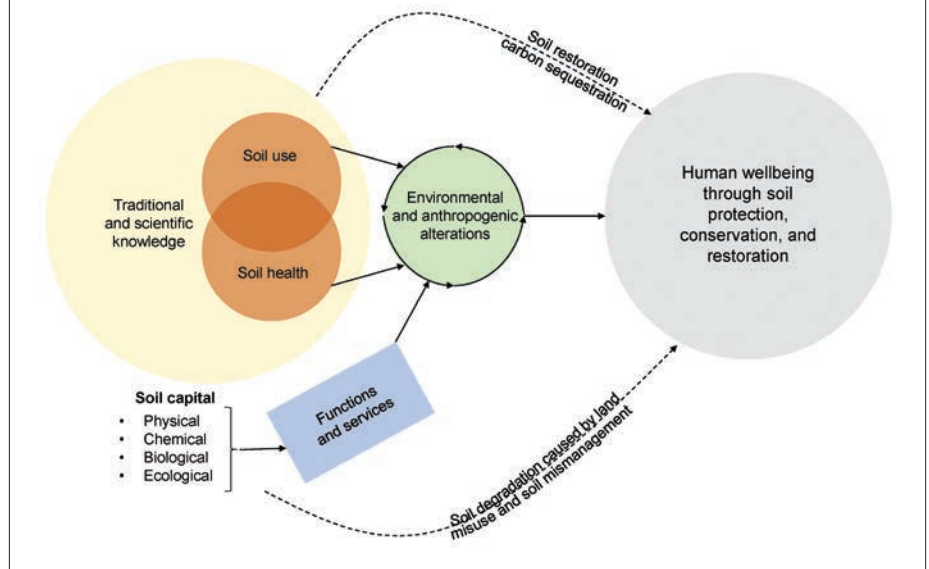 Soil restoration
carbon sequestration
Soil use
Traditional
and scientific
knowledge
Soil health
Environmental
and anthropogenic
alterations
Human wellbeing
through soil
protection,
conservation, and
restoration
Soil capital
• Physical
• Chemical
• Biological
• Ecological
Functions
and services
Soil degradation caused by land
misuse and soil mismanagement